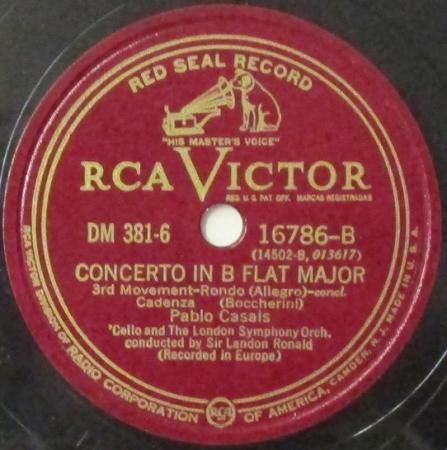 RED SEAL RECORD
"HIS MASTER'S VOICE"
RCA VICTOR
REG. U.S. PAT. OFF. MARCAS REGISTRADAS
DM 381-6
16786-B
(14502-B, 013617)
CONCERTO IN B FLAT MAJOR
3rd Movement-Rondo (Allegro)-concl.
Cadenza (Boccherini)
Pablo Casals
'Cello and The London Symphony Orch.
conducted by Sir Landon Ronald
(Recorded in Europe)
RCA VICTOR DIVISION OF RADIO CORPORATION OF AMERICA, CAMDEN, N. J. MADE IN U. S. A.
RCA